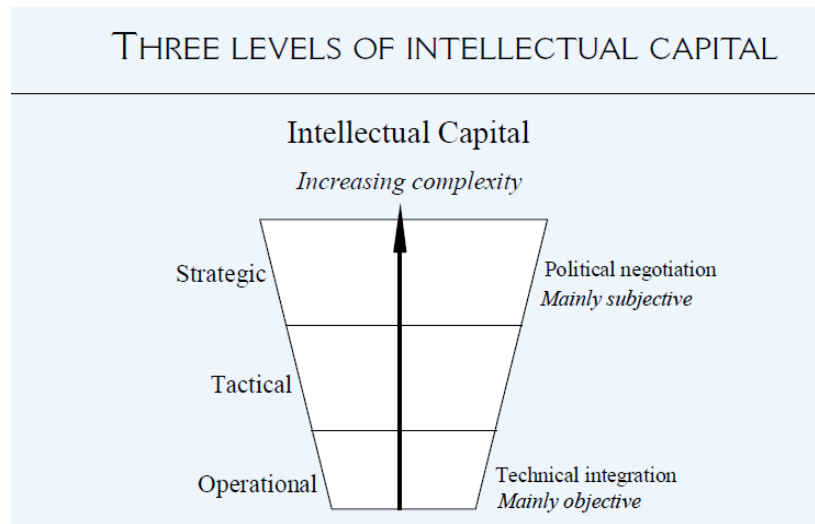 THREE LEVELS OF INTELLECTUAL CAPITAL
Intellectual Capital
Increasing complexity
Strategic
Political negotiation
Mainly subjective
Tactical
Operational
Technical integration
Mainly objective